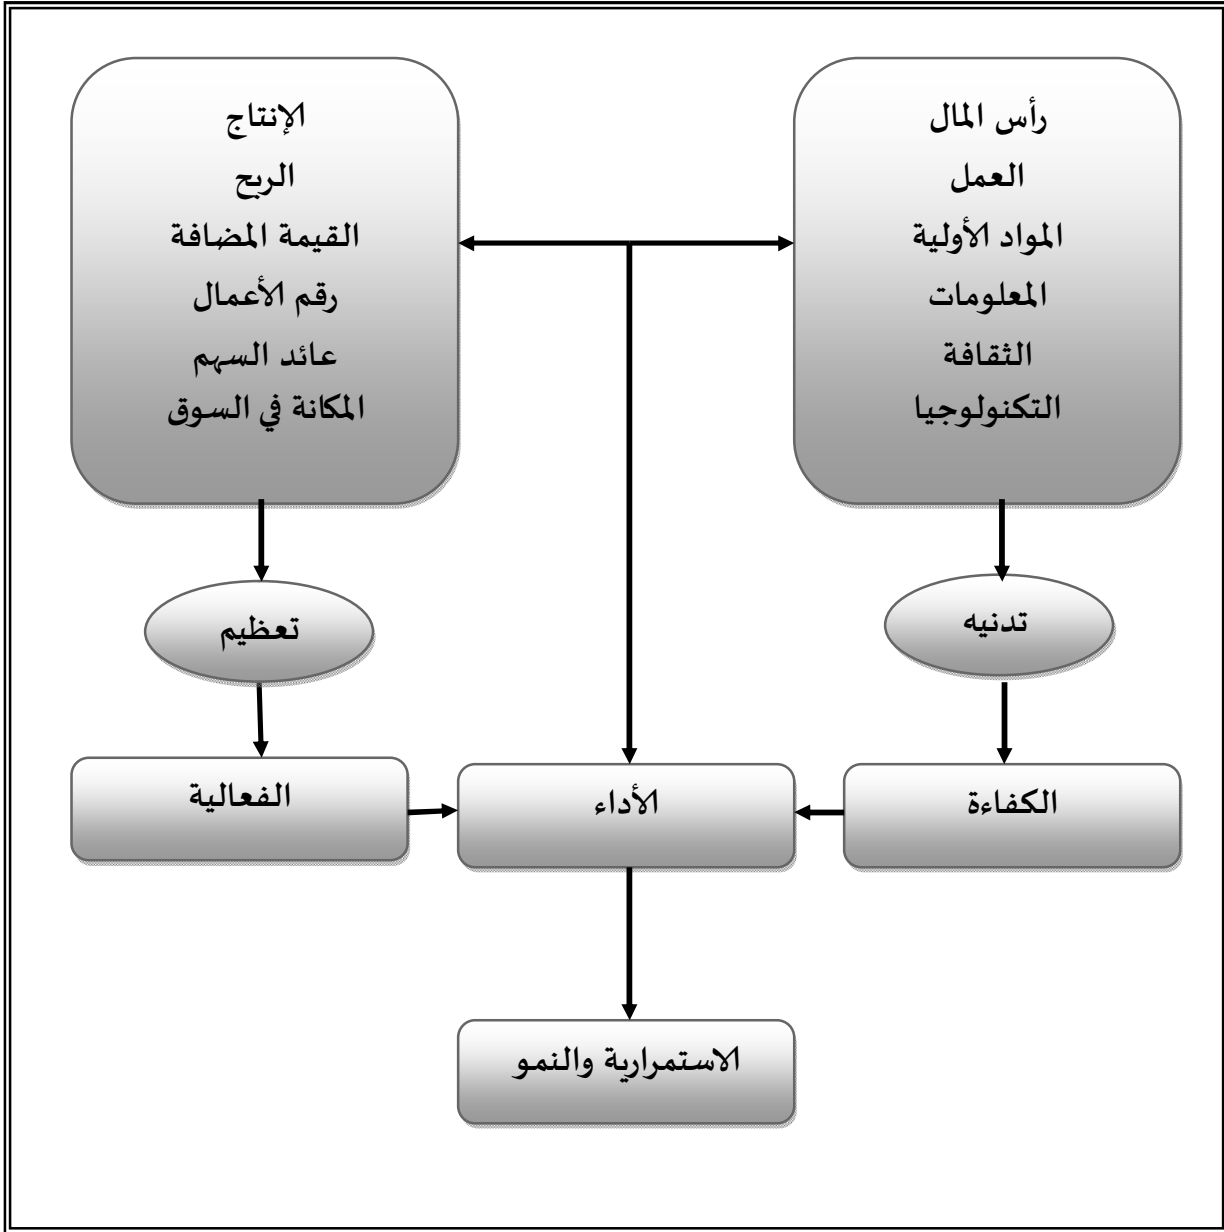 رأس المال
العمل
المواد الأولية
المعلومات
الثقافة
التكنولوجيا
الإنتاج
الربح
القيمة المضافة
رقم الأعمال
عائد السهم
المكانة في السوق
تدنيه
تعظيم
الكفاءة
الأداء
الفعالية
الاستمرارية والنمو